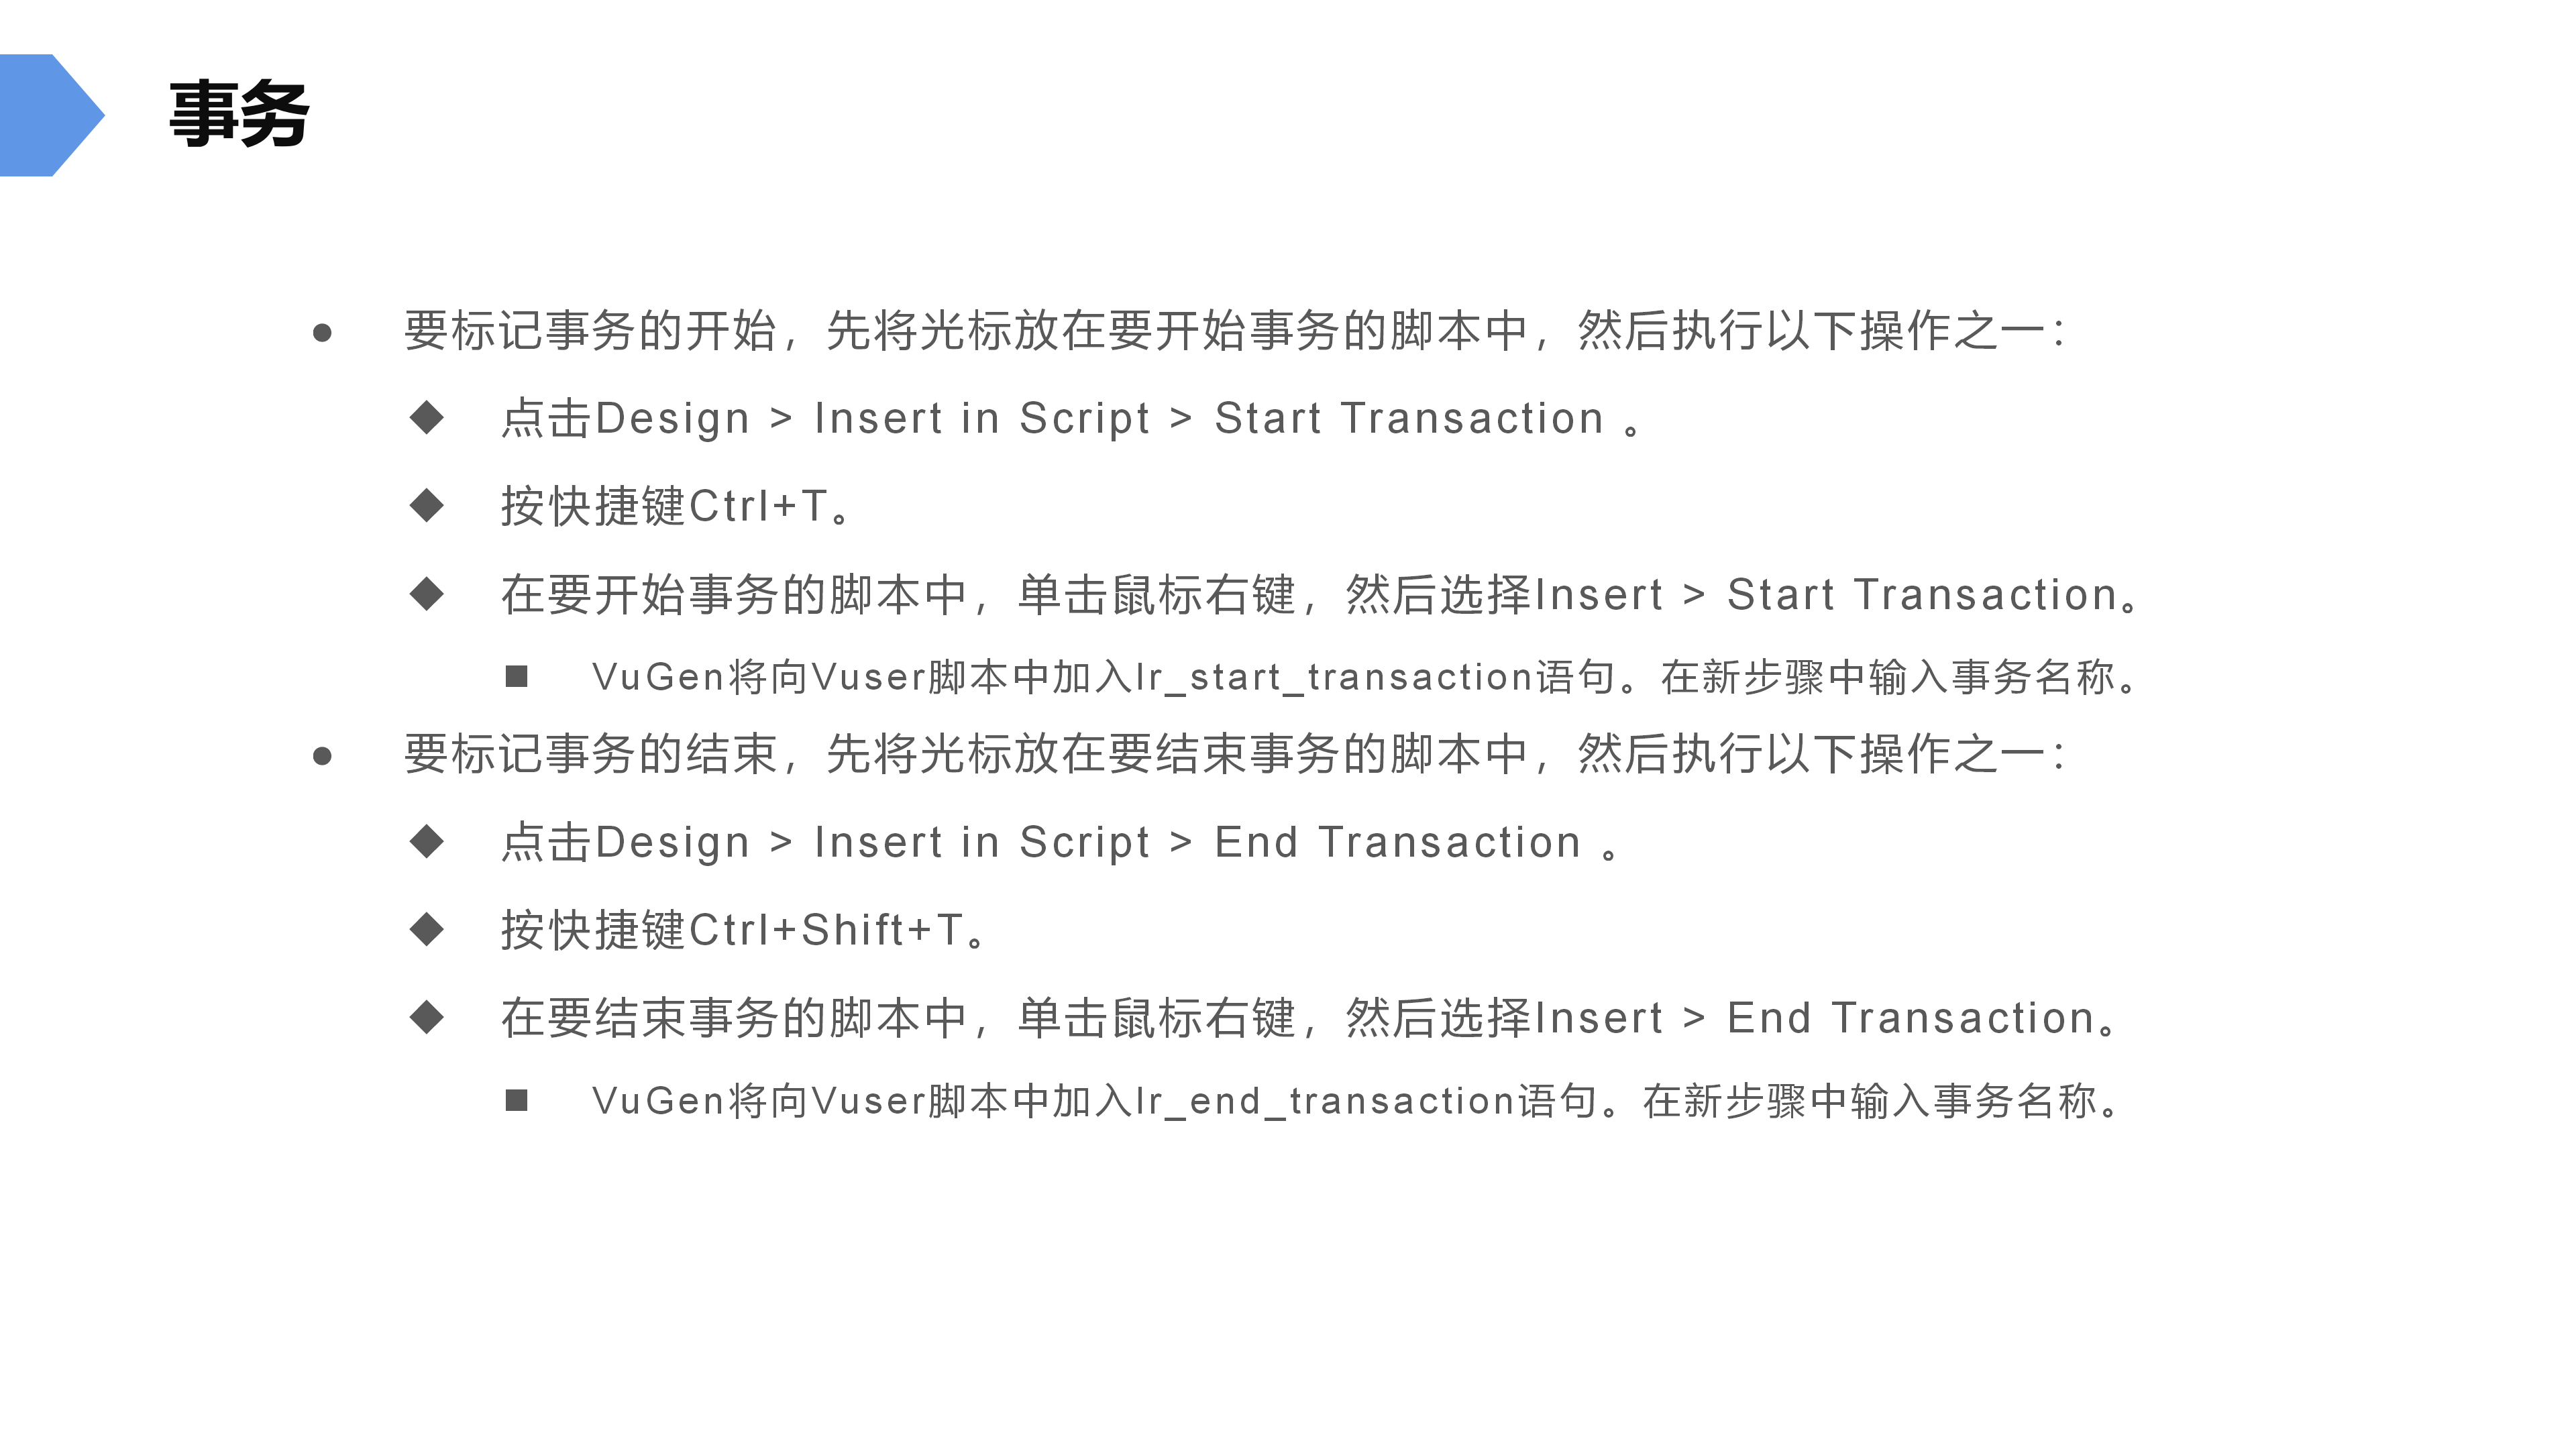 事务
要标记事务的开始，先将光标放在要开始事务的脚本中，然后执行以下操作之一：
点击Design > Insert in Script > Start Transaction 。
按快捷键Ctrl+T。
在要开始事务的脚本中，单击鼠标右键，然后选择Insert > Start Transaction。
VuGen将向Vuser脚本中加入lr_start_transaction语句。在新步骤中输入事务名称。
要标记事务的结束，先将光标放在要结束事务的脚本中，然后执行以下操作之一：
点击Design > Insert in Script > End Transaction 。
按快捷键Ctrl+Shift+T。
在要结束事务的脚本中，单击鼠标右键，然后选择Insert > End Transaction。
VuGen将向Vuser脚本中加入lr_end_transaction语句。在新步骤中输入事务名称。